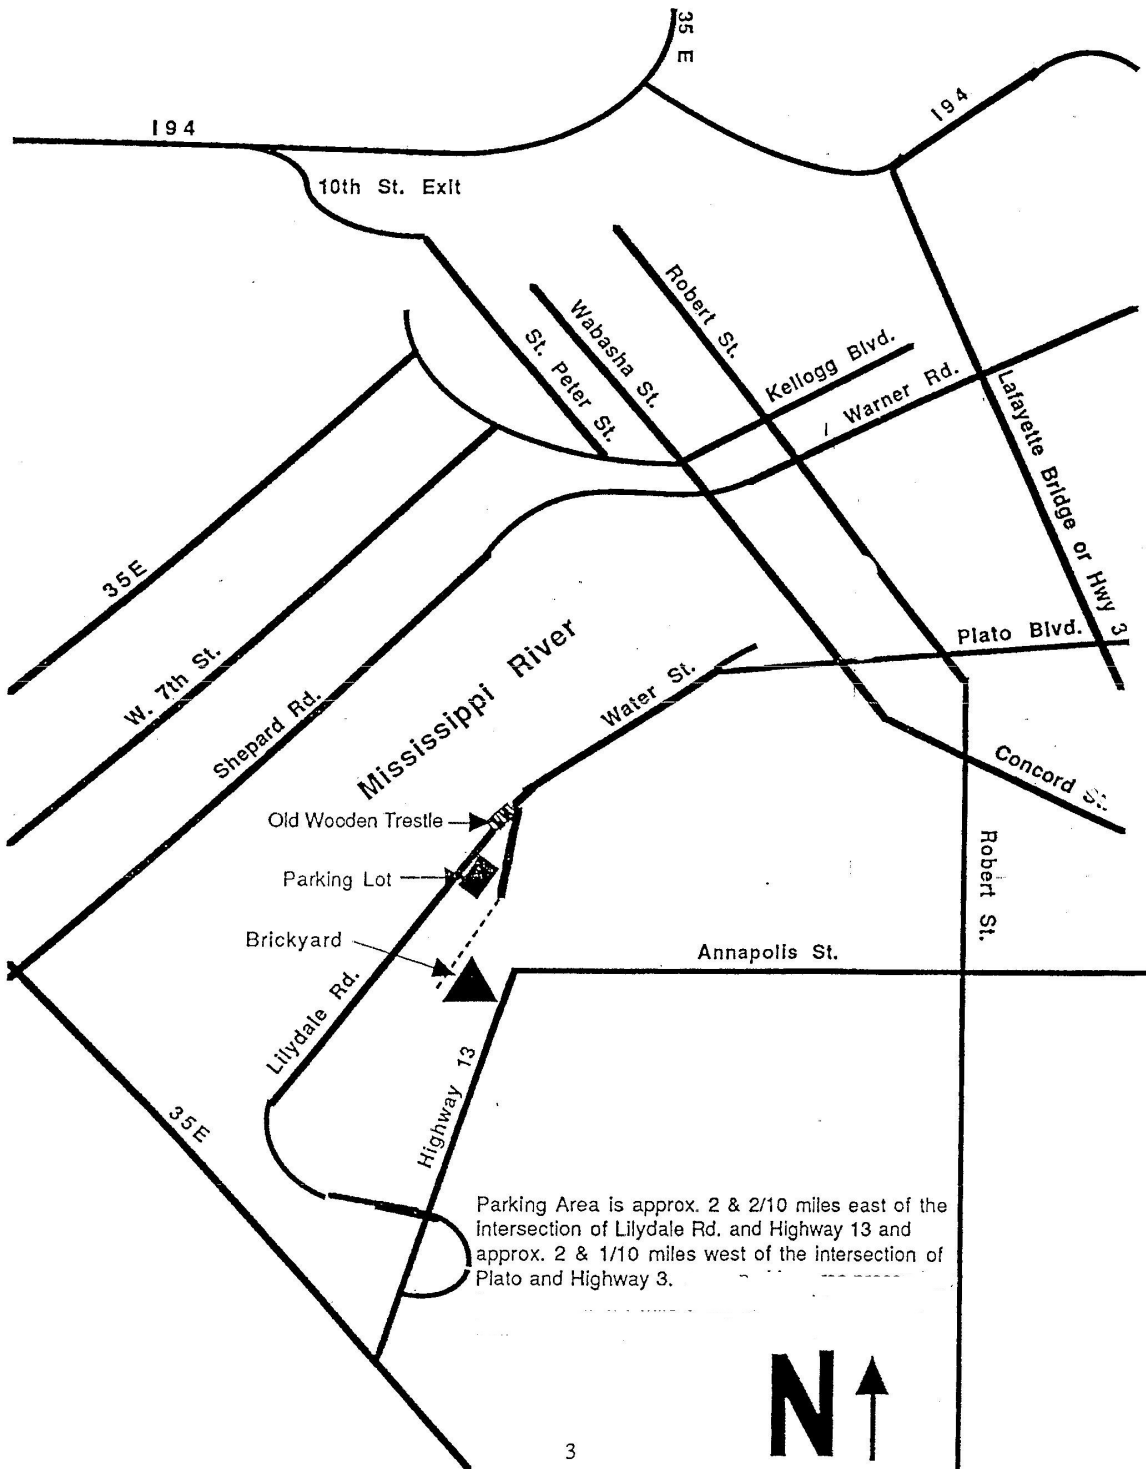 35 E
I94
I94
10th St. Exit
Robert St.
Wabasha St.
St. Peter St.
Kellogg Blvd.
Warner Rd.
Lafayette Bridge or Hwy 3
35E
W. 7th St.
Shepard Rd.
Mississippi River
Plato Blvd.
Water St.
Concord St.
Old Wooden Trestle
Parking Lot
Robert St.
Brickyard
Annapolis St.
Lilydale Rd.
Highway 13
35E
Parking Area is approx. 2 & 2/10 miles east of the
intersection of Lilydale Rd. and Highway 13 and
approx. 2 & 1/10 miles west of the intersection of
Plato and Highway 3.
N
3